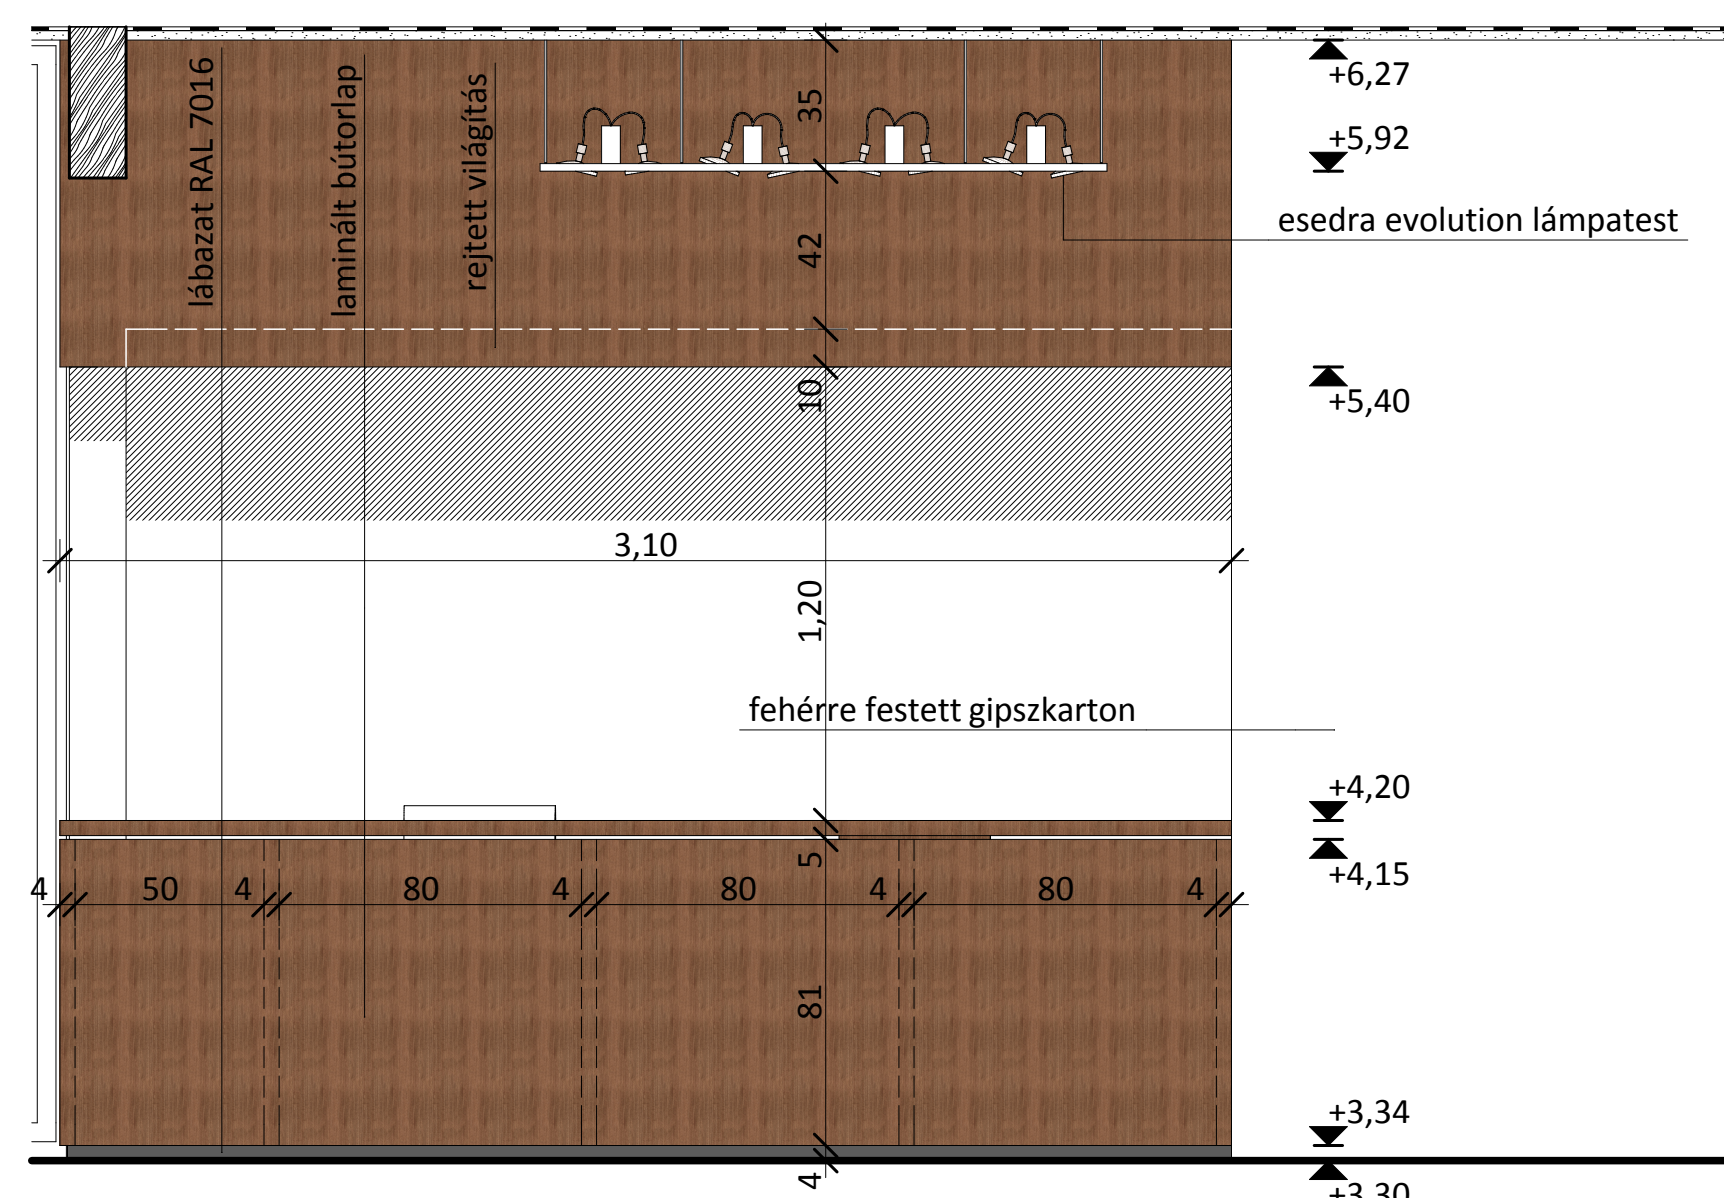 lábazat RAL 7016
laminált bútorlap
rejtett világítás
35
+6,27
+5,92
esedra evolution lámpatest
42
10
+5,40
3,10
1,20
fehérre festett gipszkarton
+4,20
5
+4,15
4 50 4 80 4 80 4 80 4
81
+3,34
4
+3,30